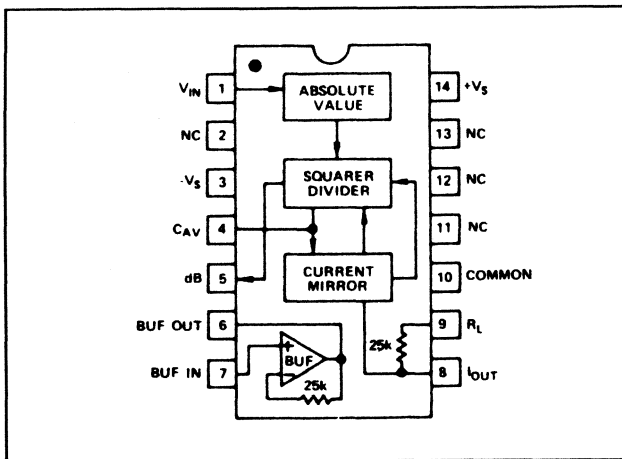 VIN 1 ABSOLUTE VALUE 14 +VS
NC 2 13 NC
-VS 3 SQUARER DIVIDER 12 NC
CAV 4 11 NC
dB 5 CURRENT MIRROR 10 COMMON
BUF OUT 6 25k 9 RL
BUF IN 7 + BUF - 25k 8 IOUT